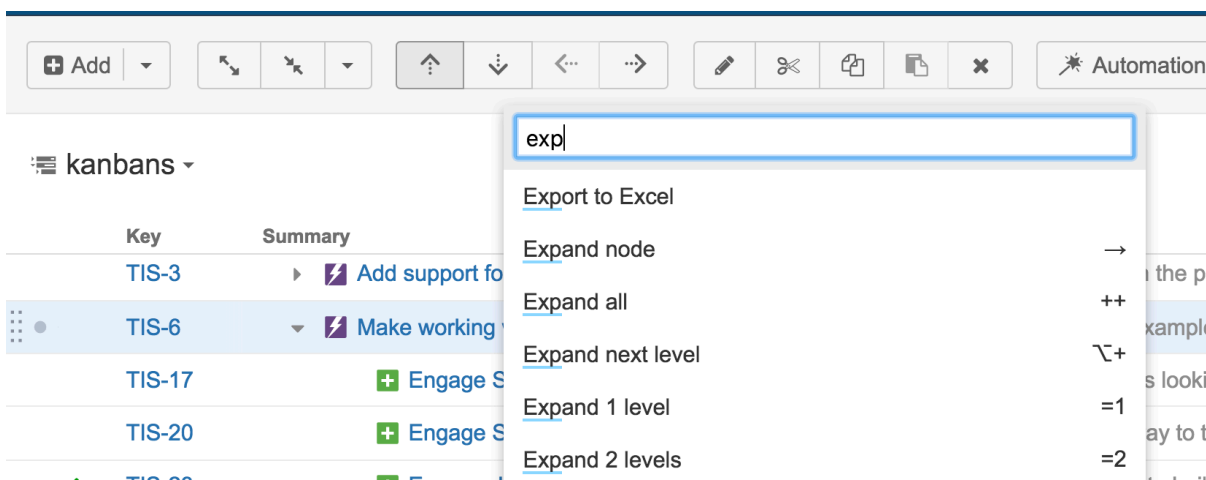 Add
Automation
exp
kanbans
Export to Excel
Key Summary
Expand node →
TIS-3 Add support fo the p
Expand all ++
TIS-6 Make working
Expand next level ⌥+
TIS-17 Engage S s looki
Expand 1 level =1
TIS-20 Engage S ay to t
Expand 2 levels =2